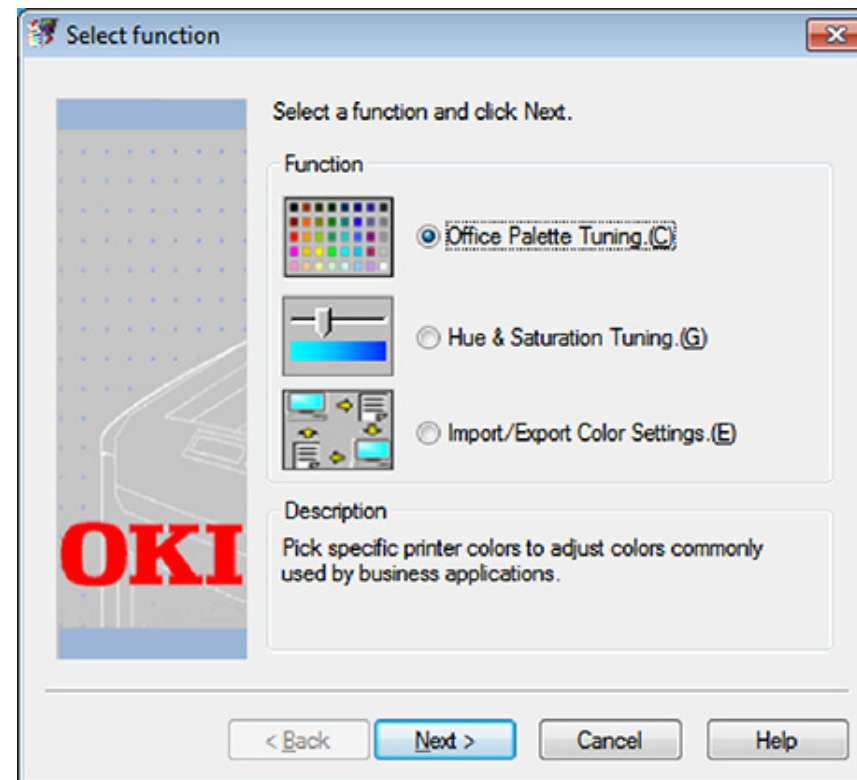 Select function
Select a function and click Next.
Function
Office Palette Tuning.(C)
Hue & Saturation Tuning.(G)
Import/Export Color Settings.(E)
Description
Pick specific printer colors to adjust colors commonly
used by business applications.
OKI
< Back Next > Cancel Help